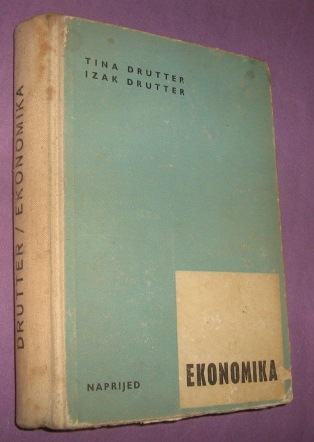 DRUTTER / EKONOMIKA
TINA DRUTTER
IZAK DRUTTER
EKONOMIKA
NAPRIJED